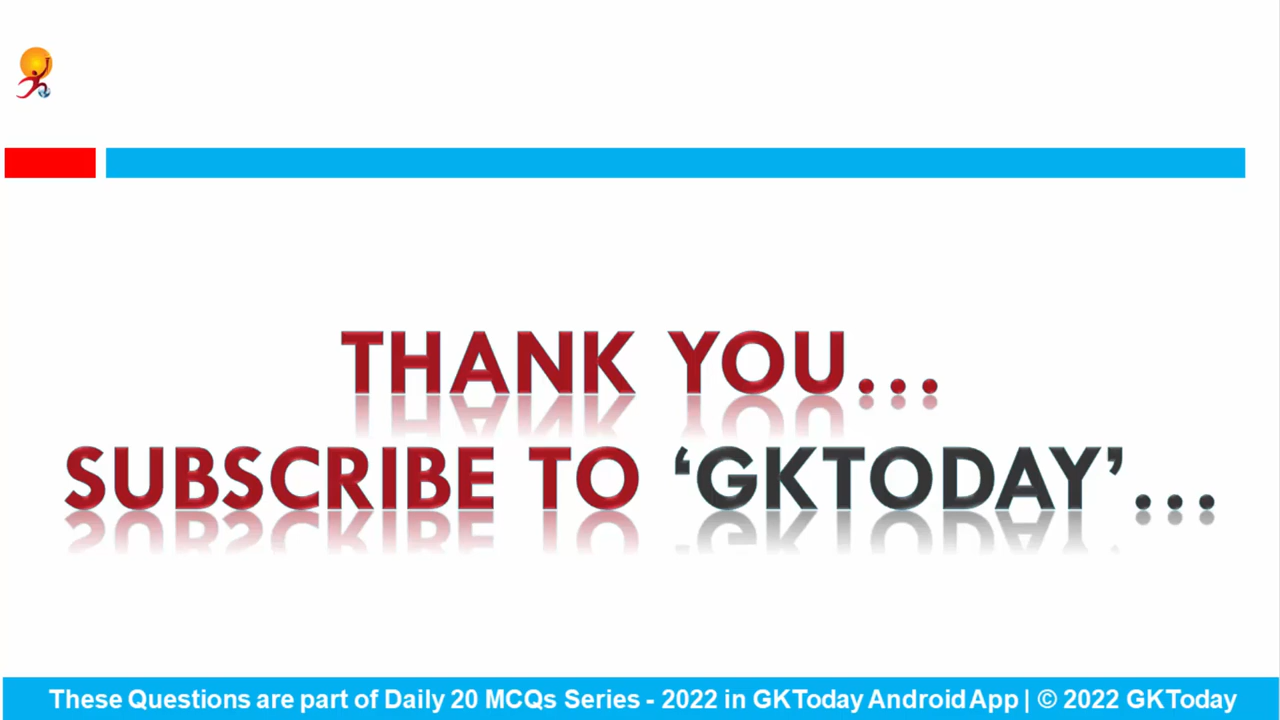 THANK YOU...
SUBSCRIBE TO ‘GKTODAY’...
These Questions are part of Daily 20 MCQs Series - 2022 in GKToday Android App | © 2022 GKToday